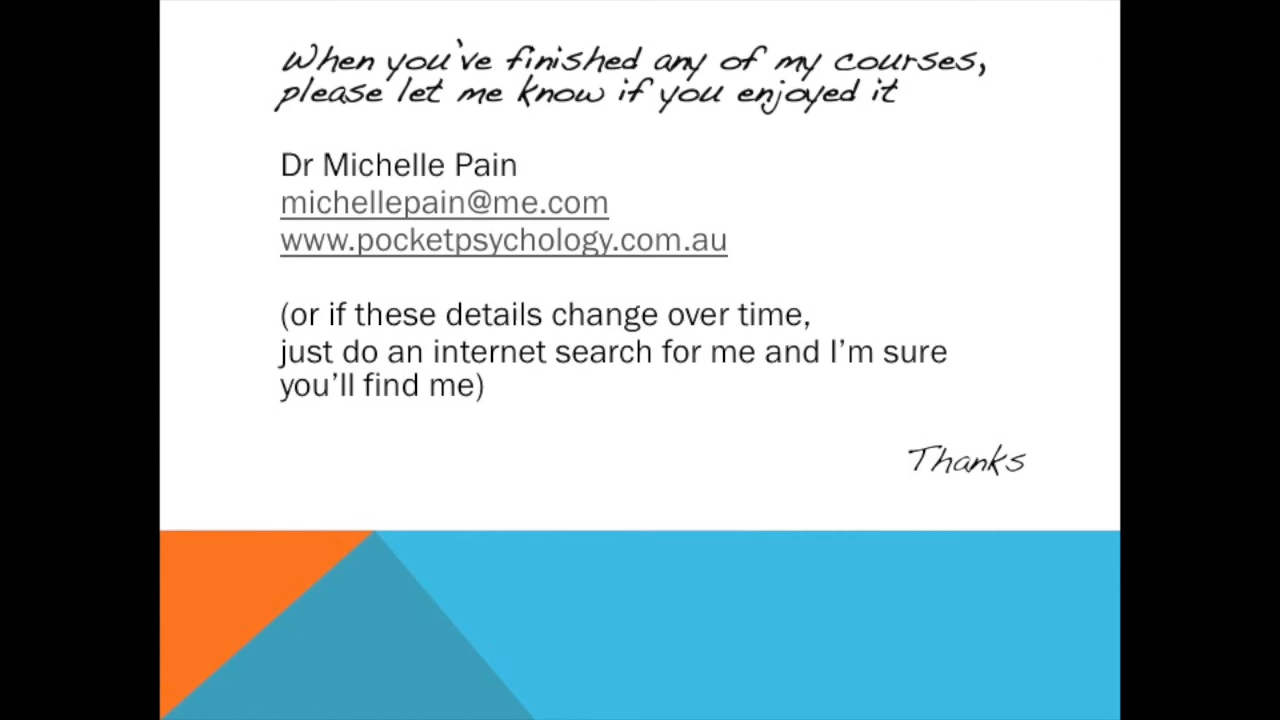 When you've finished any of my courses,
please let me know if you enjoyed it
Dr Michelle Pain
michellepain@me.com
www.pocketpsychology.com.au
(or if these details change over time,
just do an internet search for me and I’m sure
you’ll find me)
Thanks